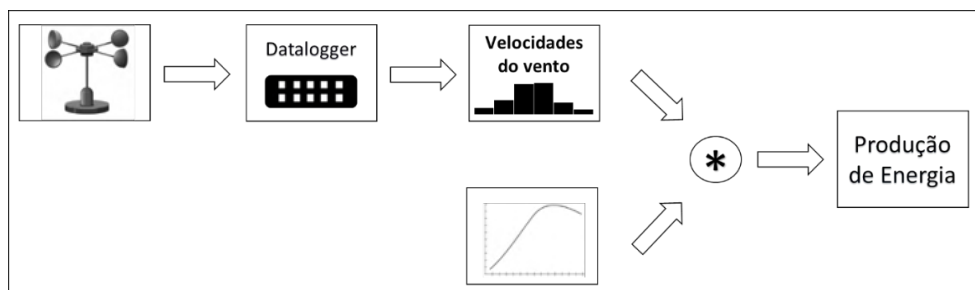 Datalogger
Velocidades
do vento
*
Produção
de Energia